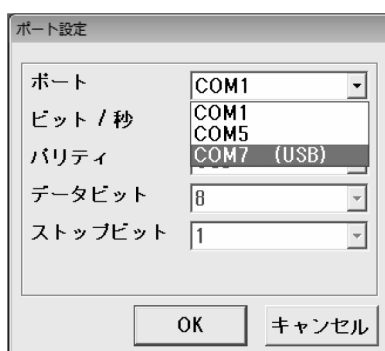 ポート設定
ポート COM1
ビット / 秒 COM1
COM5
パリティ COM7 (USB)
データビット 8
ストップビット 1
OK キャンセル